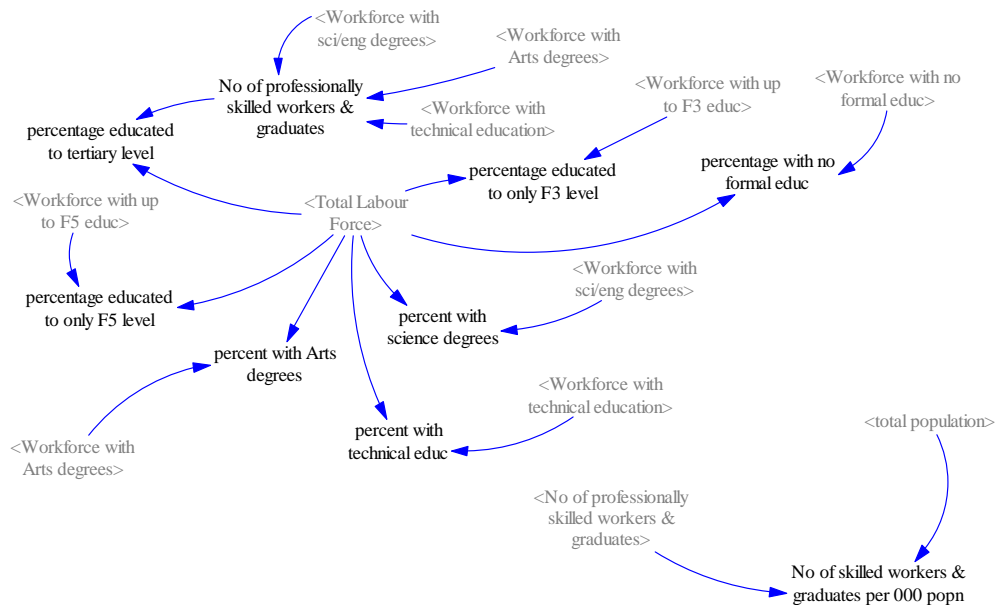 <Workforce with
sci/eng degrees>
<Workforce with
Arts degrees>
No of professionally
skilled workers &
graduates
<Workforce with up
to F3 educ>
<Workforce with no
formal educ>
<Workforce with
technical education>
percentage educated
to tertiary level
percentage educated
to only F3 level
percentage with no
formal educ
<Workforce with up
to F5 educ>
<Total Labour
Force>
<Workforce with
sci/eng degrees>
percentage educated
to only F5 level
percent with
science degrees
percent with Arts
degrees
<Workforce with
technical education>
<total population>
percent with
technical educ
<Workforce with
Arts degrees>
<No of professionally
skilled workers &
graduates>
No of skilled workers &
graduates per 000 popn